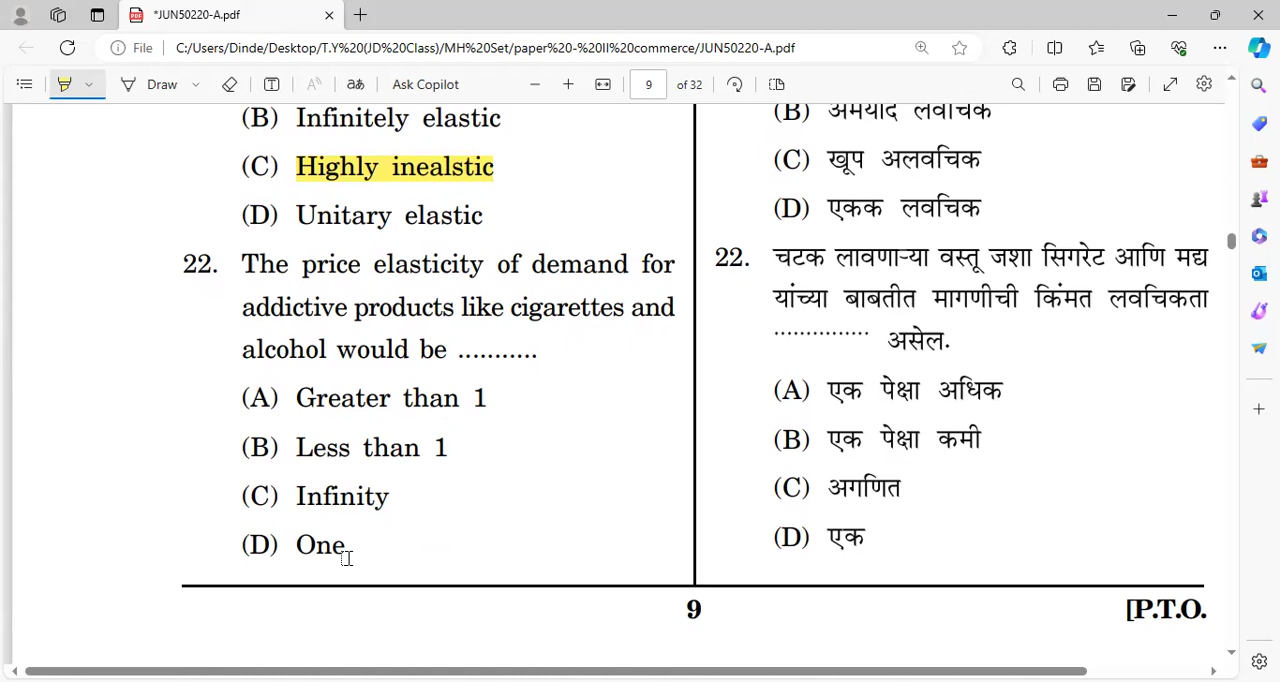 *JUN50220-A.pdf
File
C:/Users/Dinde/Desktop/T.Y%20(JD%20Class)/MH%20Set/paper%20-%20II%20commerce/JUN50220-A.pdf
Draw
Ask Copilot
9 of 32
(B) Infinitely elastic
(C) Highly inealstic
(D) Unitary elastic
22. The price elasticity of demand for
addictive products like cigarettes and
alcohol would be ...........
(A) Greater than 1
(B) Less than 1
(C) Infinity
(D) One
(B) अमर्याद लवचिक
(C) खूप अलवचिक
(D) एकक लवचिक
22. चटक लावणाऱ्या वस्तू जशा सिगरेट आणि मद्य
यांच्या बाबतीत मागणीची किंमत लवचिकता
............... असेल.
(A) एक पेक्षा अधिक
(B) एक पेक्षा कमी
(C) अगणित
(D) एक
9
[P.T.O.